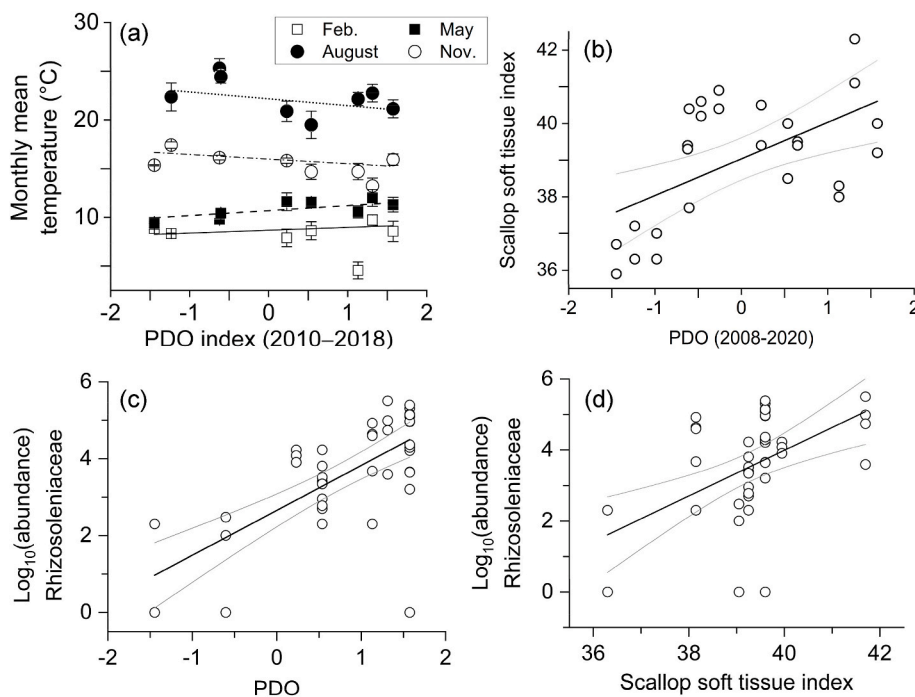 (a)
Feb.
May
August
Nov.
Monthly mean
temperature (°C)
30
20
10
-2
-1
0
1
2
PDO index (2010–2018)
(b)
Scallop soft tissue index
42
40
38
36
-2
-1
0
1
2
PDO (2008-2020)
(c)
Log10(abundance)
Rhizosoleniaceae
6
4
2
0
-2
-1
0
1
2
PDO
(d)
Log10(abundance)
Rhizosoleniaceae
6
4
2
0
36
38
40
42
Scallop soft tissue index